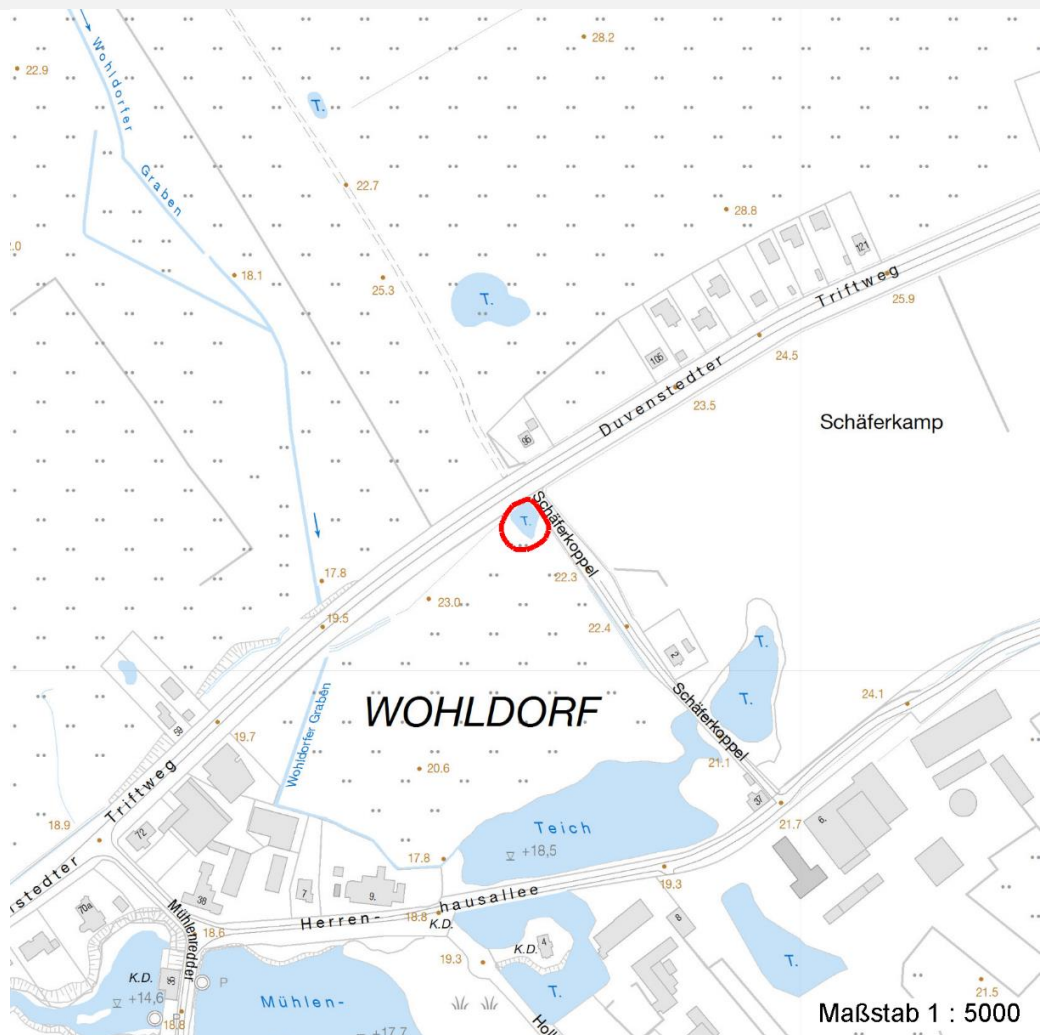 28.2
22.9
Wohldorfer Graben
T.
22.7
28.8
121
18.1
25.3
T.
Triftweg
25.9
105
24.5
Duvenstedter
23.5
Schäferkamp
95
T.
Schäferkoppel
17.8
22.3
23.0
19.5
22.4
2
T.
T.
Schäferkoppel
24.1
WOHLDORF
Wohldorfer Graben
19.7
20.6
21.1
37
21.7
6.
Triftweg
18.9
72
Teich
+18,5
17.8
19.3
7
9.
38
70a
Herren-
hausallee
18.8
K.D.
18.6
Mühlenredder
8
K.D.
4
19.3
T.
T.
K.D.
35
P
+14,6
Mühlen-
21.5
18.8
P
+17,7
Maßstab 1 : 5000